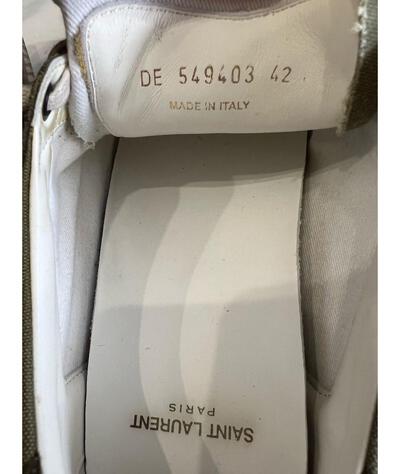 DE 549403 42
MADE IN ITALY
SAINT LAURENT
PARIS